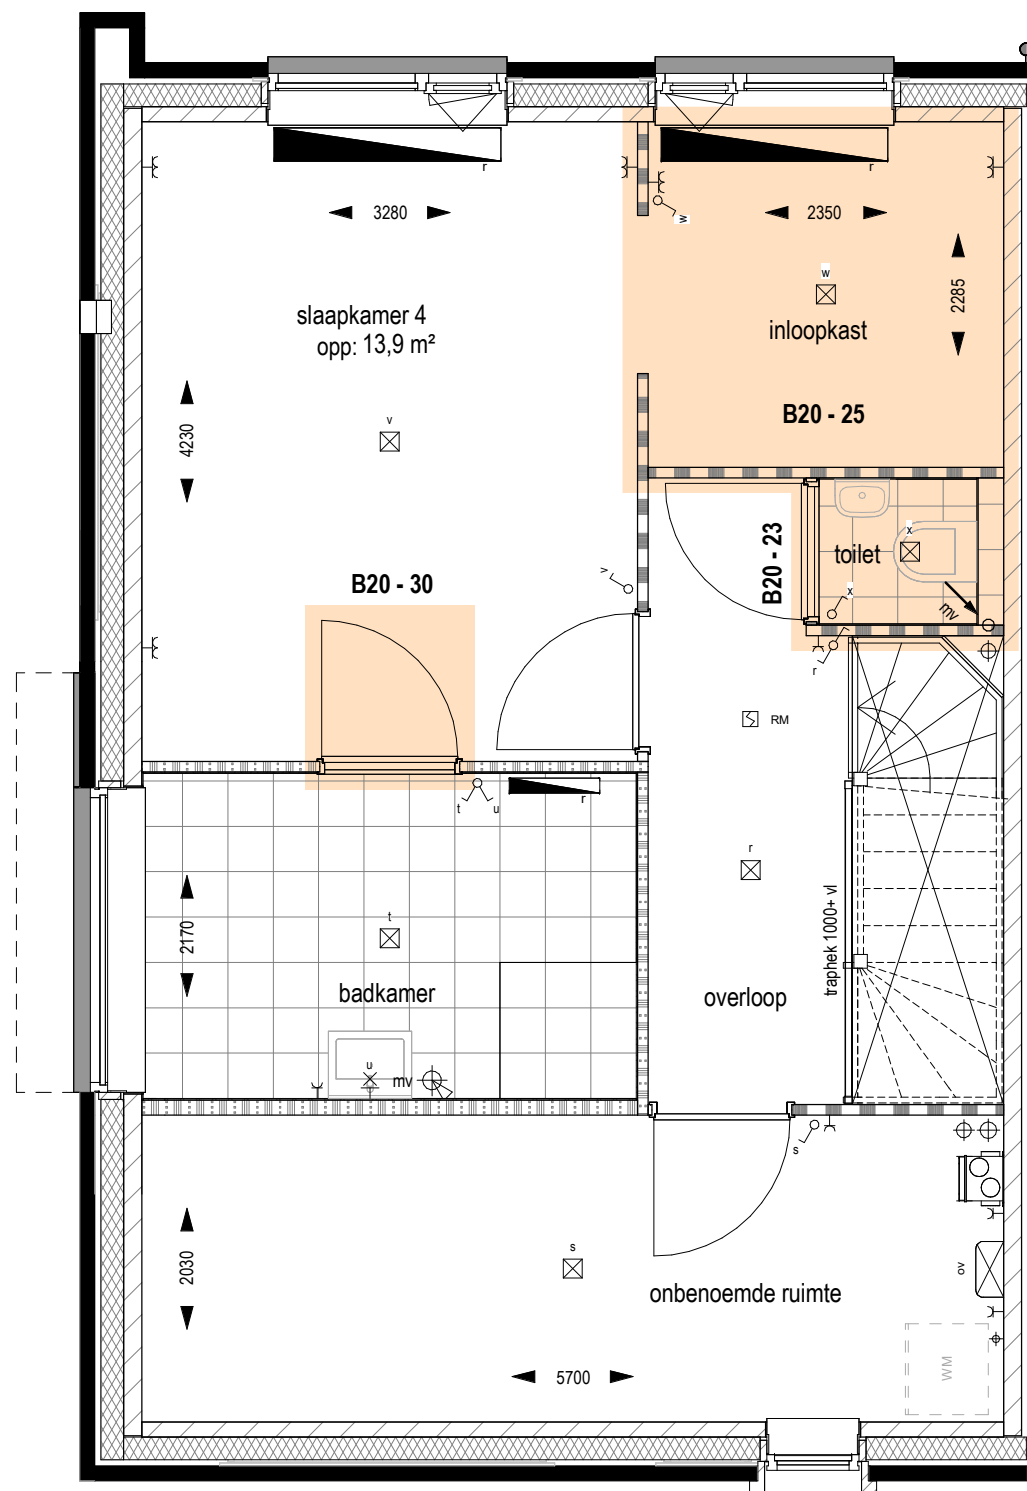 r
r
3280
2350
w
w
2285
slaapkamer 4
opp: 13,9 m²
inloopkast
B20 - 25
v
4230
B20 - 23
x
toilet
v
B20 - 30
x
mv
r
RM
t
u
r
r
2170
t
traphek 1000+ vl
badkamer
overloop
u
mv
s
2030
s
ov
onbenoemde ruimte
WM
5700